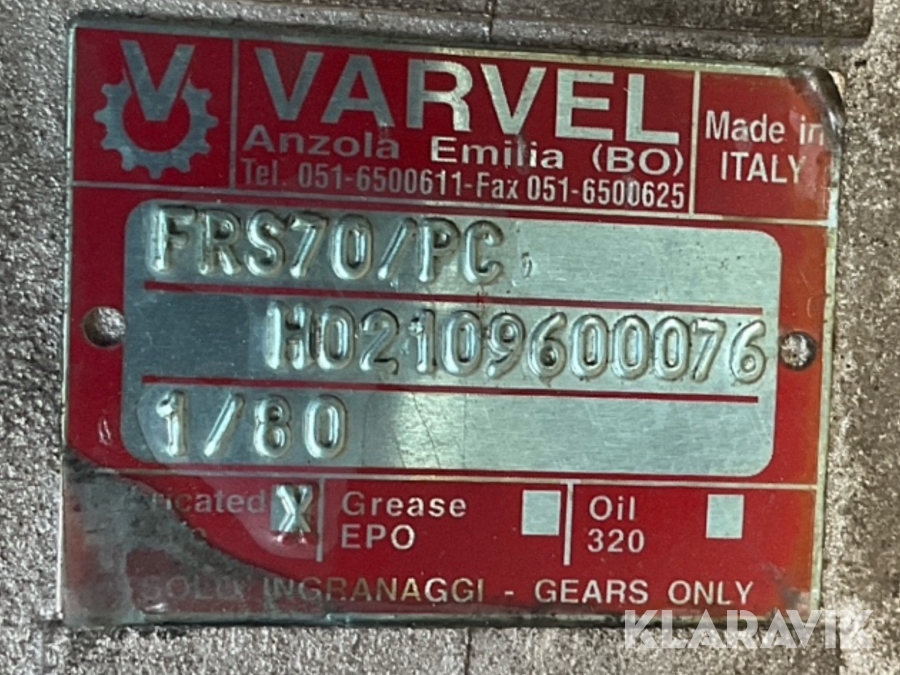 V VARVEL
Anzola Emilia (BO)
Tel. 051-6500611-Fax 051-6500625
Made in
ITALY
FRS70/PC
H02109600076
1/80
X
Grease
EPO
Oil
320
INGRANAGGI - GEARS ONLY
KLARAVIK